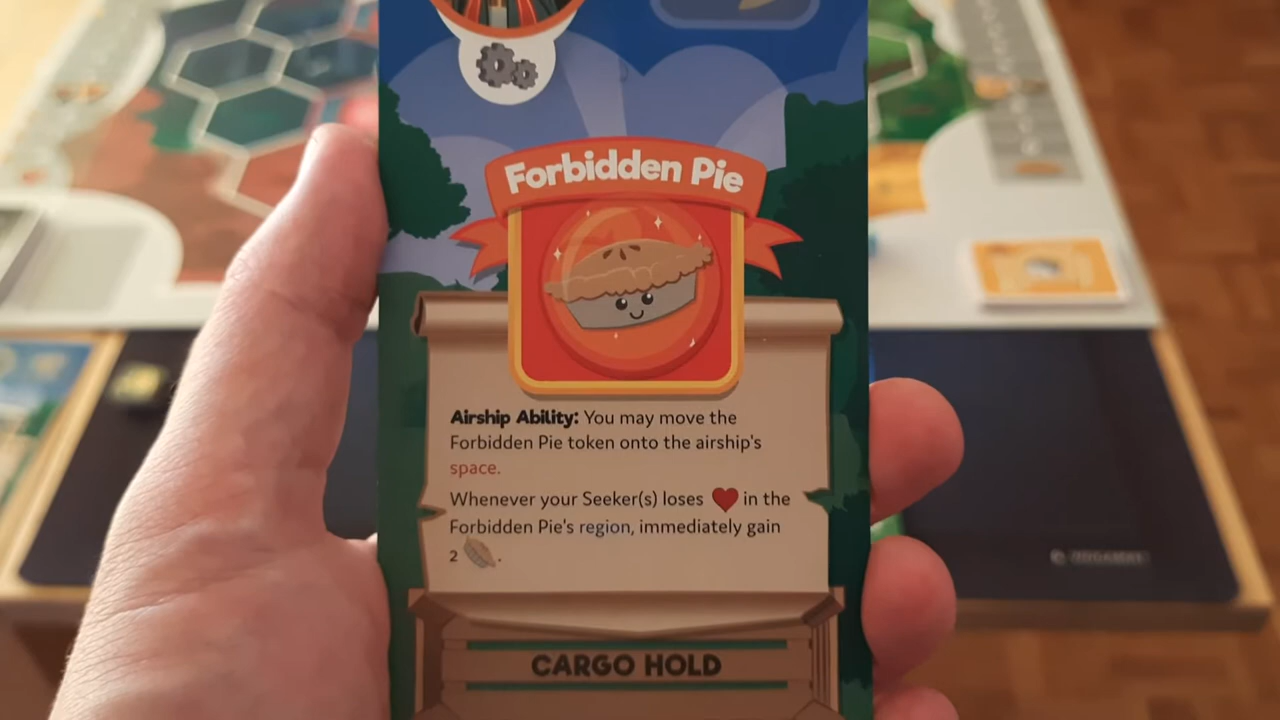 Forbidden Pie
Airship Ability: You may move the
Forbidden Pie token onto the airship's
space.
Whenever your Seeker(s) loses in the
Forbidden Pie's region, immediately gain
2 .
CARGO HOLD